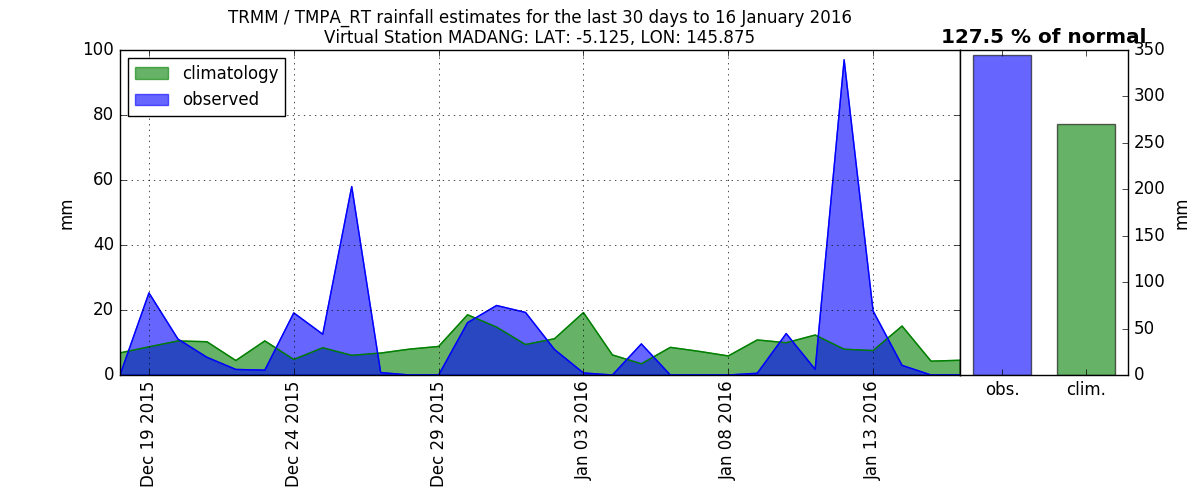 TRMM / TMPA_RT rainfall estimates for the last 30 days to 16 January 2016
Virtual Station MADANG: LAT: -5.125, LON: 145.875
127.5 % of normal
climatology
observed
100
80
60
40
20
0
mm
Dec 19 2015
Dec 24 2015
Dec 29 2015
Jan 03 2016
Jan 08 2016
Jan 13 2016
350
300
250
200
150
100
50
0
mm
obs.
clim.